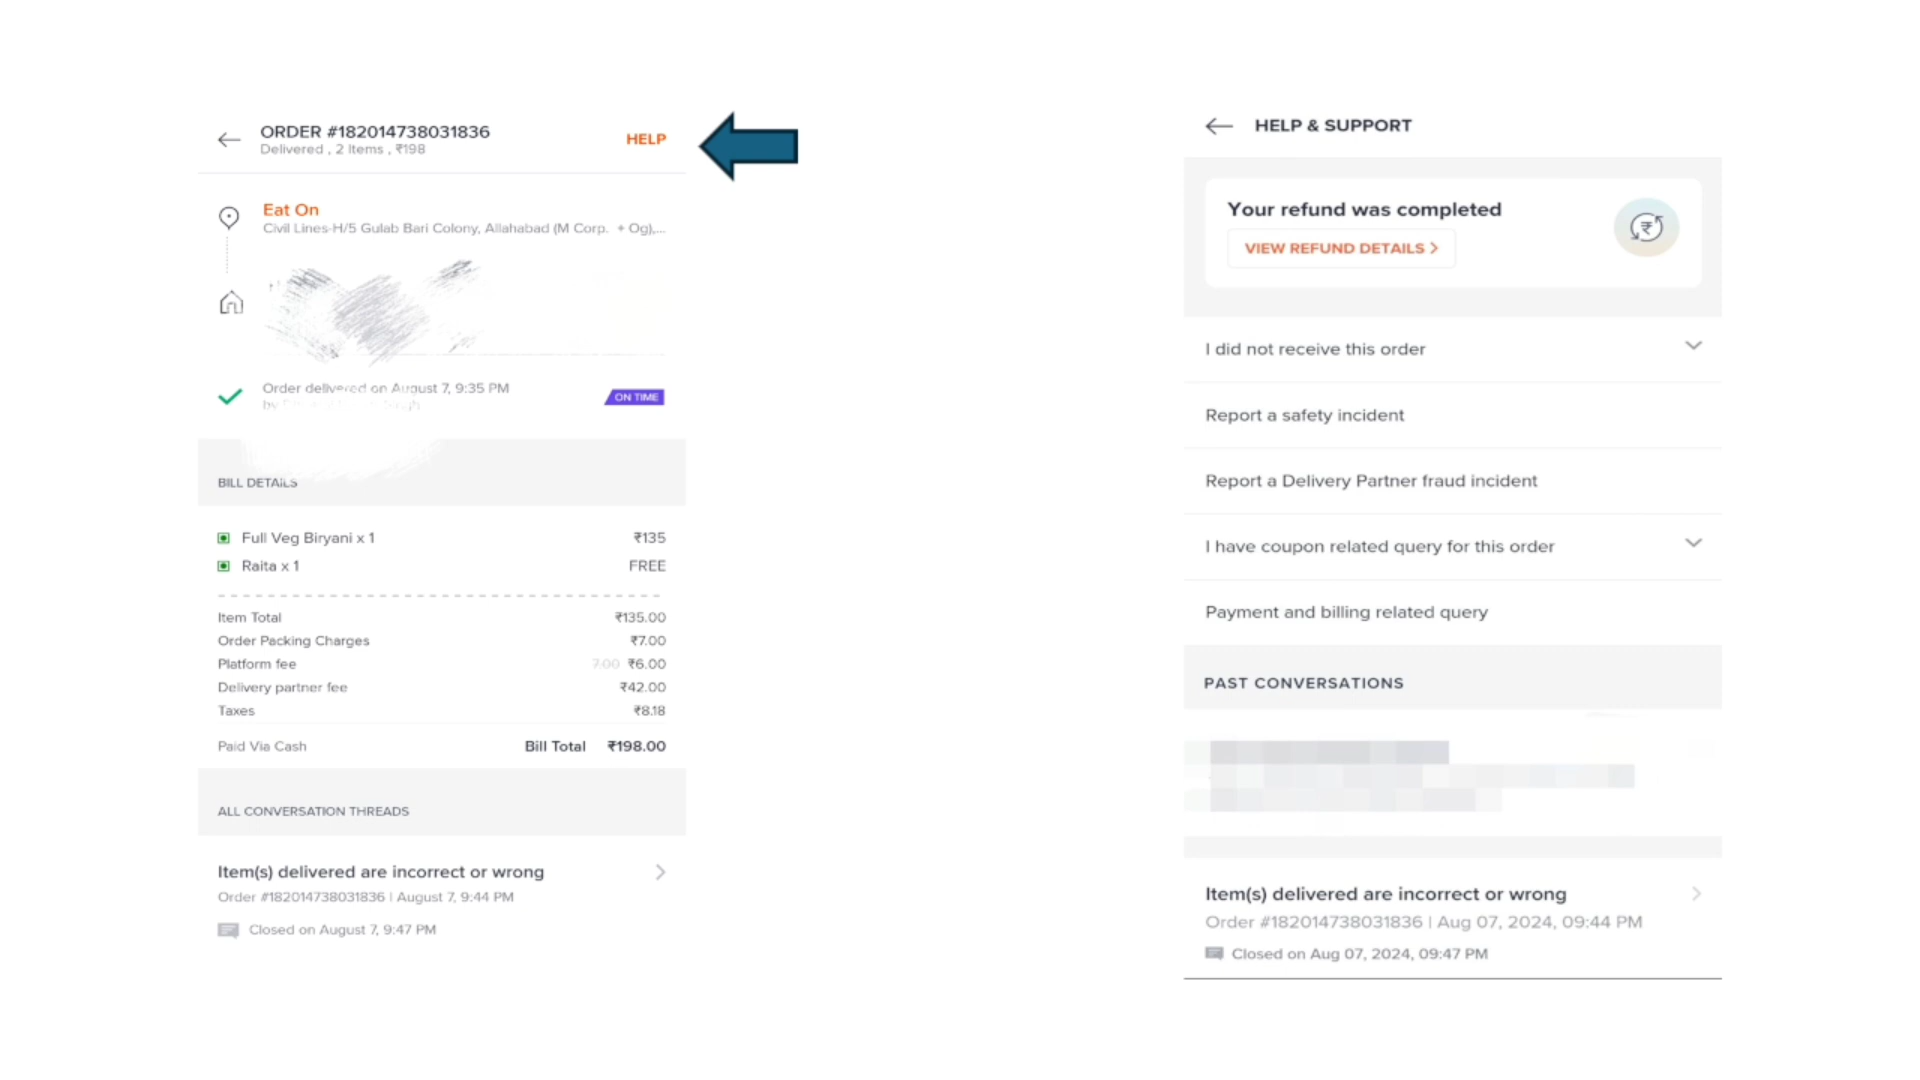 ORDER #182014738031836
Delivered , 2 Items , ₹198
HELP
Eat On
Civil Lines-H/5 Gulab Bari Colony, Allahabad (M Corp. + Og),...
Order delivered on August 7, 9:35 PM
by
ON TIME
BILL DETAILS
Full Veg Biryani x 1 ₹135
Raita x 1 FREE
Item Total ₹135.00
Order Packing Charges ₹7.00
Platform fee 7.00 ₹6.00
Delivery partner fee ₹42.00
Taxes ₹8.18
Paid Via Cash Bill Total ₹198.00
ALL CONVERSATION THREADS
Item(s) delivered are incorrect or wrong
Order #182014738031836 | August 7, 9:44 PM
Closed on August 7, 9:47 PM
HELP & SUPPORT
Your refund was completed
VIEW REFUND DETAILS >
I did not receive this order
Report a safety incident
Report a Delivery Partner fraud incident
I have coupon related query for this order
Payment and billing related query
PAST CONVERSATIONS
Item(s) delivered are incorrect or wrong
Order #182014738031836 | Aug 07, 2024, 09:44 PM
Closed on Aug 07, 2024, 09:47 PM